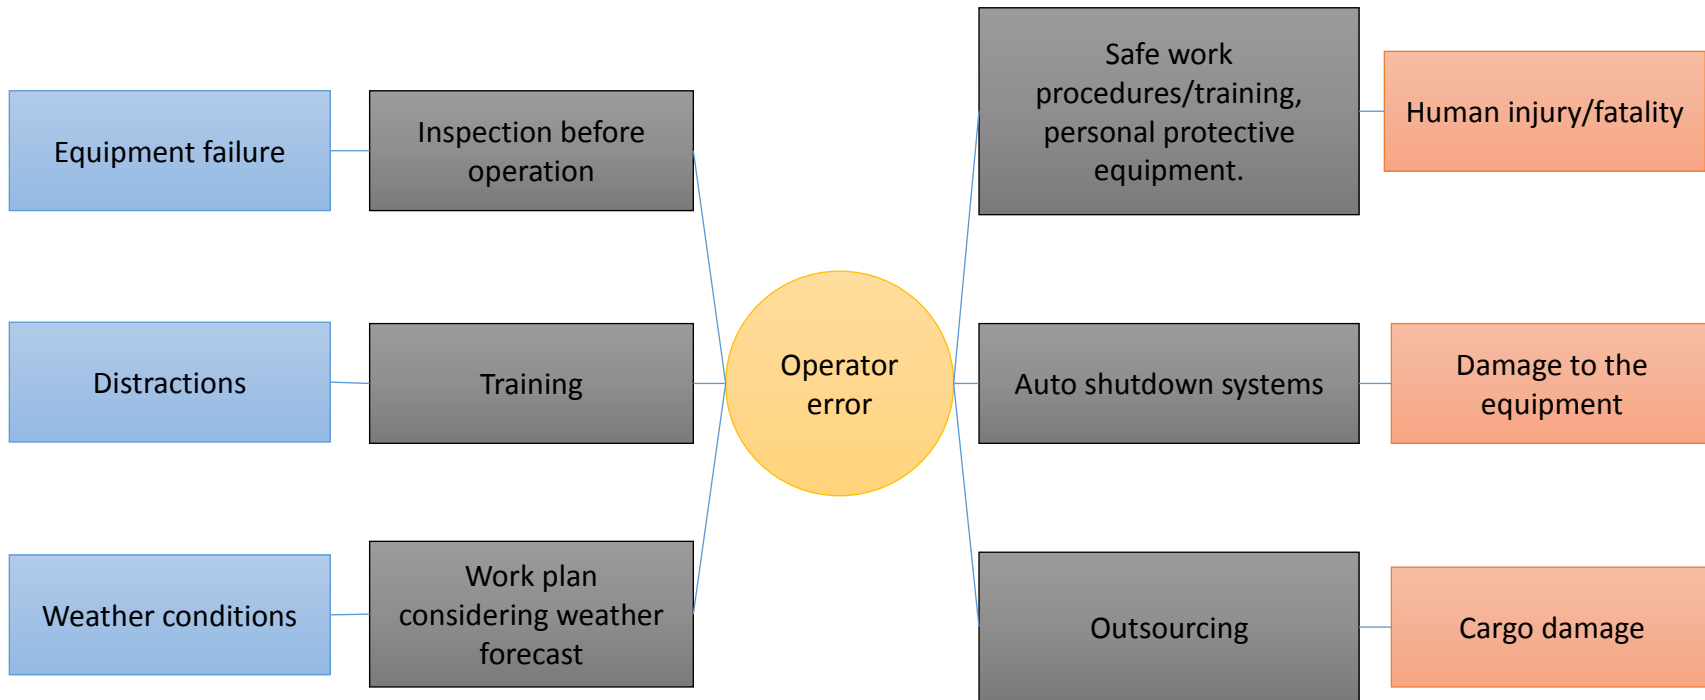 Equipment failure
Inspection before
operation
Distractions
Training
Weather conditions
Work plan
considering weather
forecast
Operator
error
Safe work
procedures/training,
personal protective
equipment.
Human injury/fatality
Auto shutdown systems
Damage to the
equipment
Outsourcing
Cargo damage